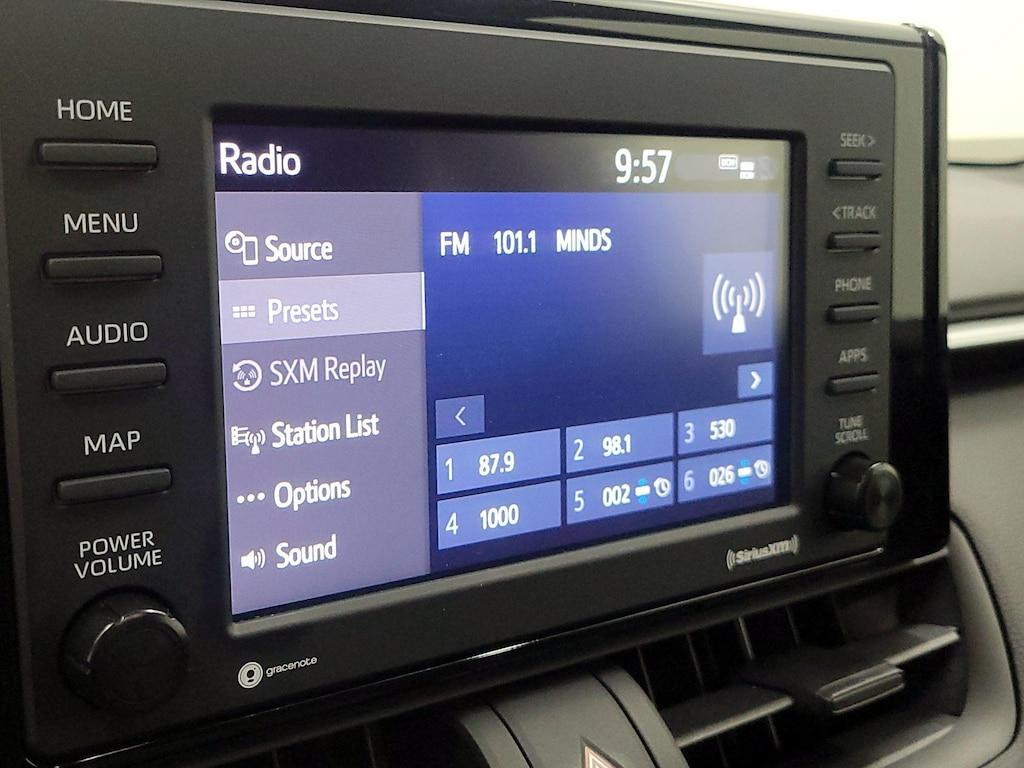 HOME
MENU
AUDIO
MAP
POWER
VOLUME
Radio
9:57
Source
Presets
SXM Replay
Station List
Options
Sound
FM 101.1 MINDS
1 87.9
2 98.1
3 530
4 1000
5 002
6 026
SEEK >
< TRACK
PHONE
APPS
TUNE
SCROLL
SiriusXM
gracenote